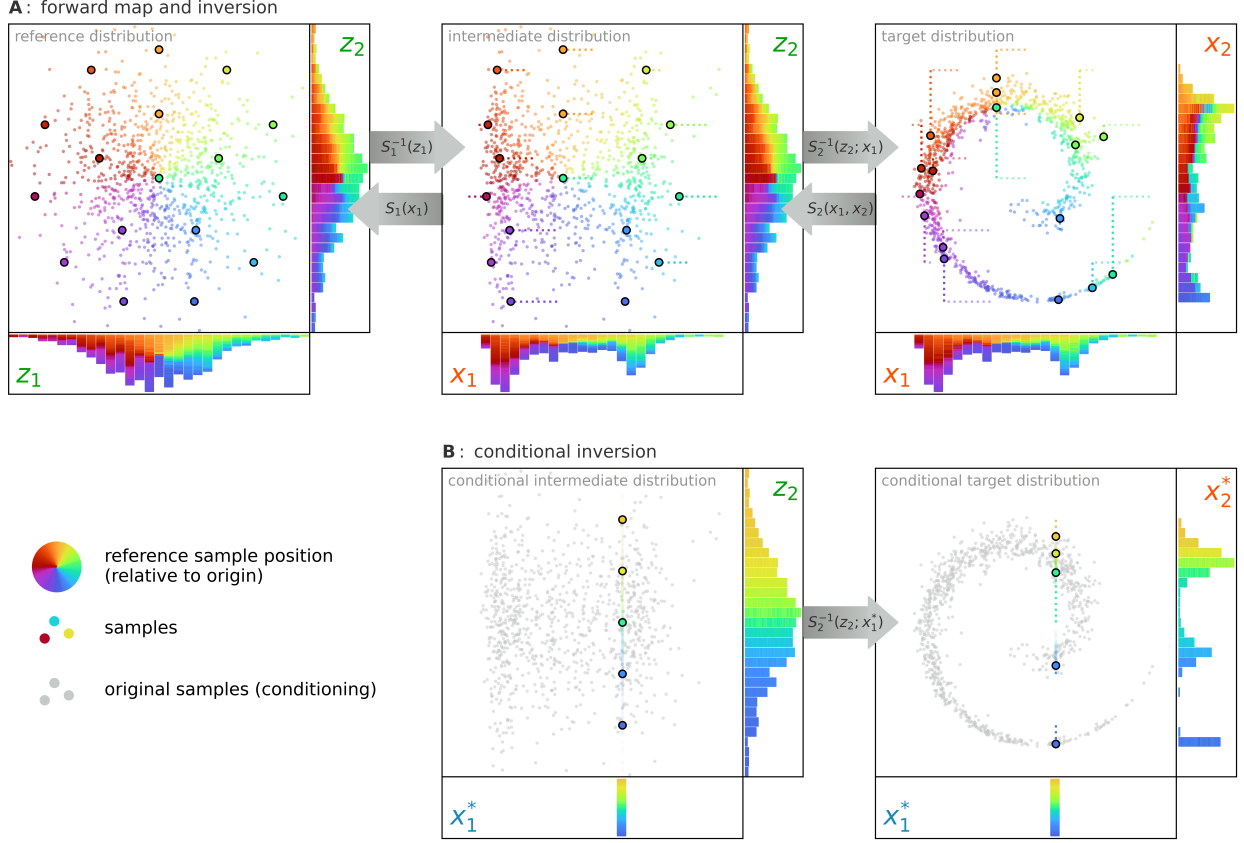 A: forward map and inversion
reference distribution
z₂
z₁
S₁⁻¹(z₁)
S₁(x₁)
intermediate distribution
z₂
x₁
S₂⁻¹(z₂; x₁)
S₂(x₁, x₂)
target distribution
x₂
x₁
B: conditional inversion
conditional intermediate distribution
z₂
x₁*
S₂⁻¹(z₂; x₁*)
conditional target distribution
x₂*
x₁*
reference sample position
(relative to origin)
samples
original samples (conditioning)